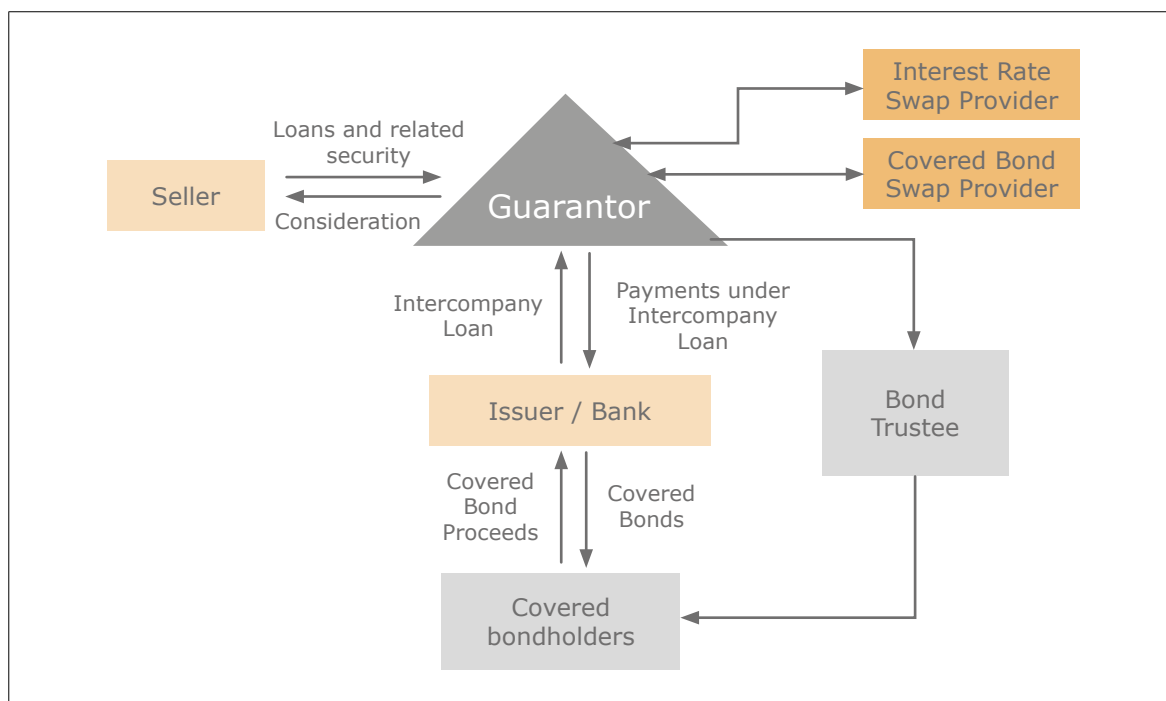 Interest Rate
Swap Provider
Loans and related
security
Seller
Covered Bond
Swap Provider
Guarantor
Consideration
Intercompany
Loan
Payments under
Intercompany
Loan
Issuer / Bank
Bond
Trustee
Covered
Bond
Proceeds
Covered
Bonds
Covered
bondholders